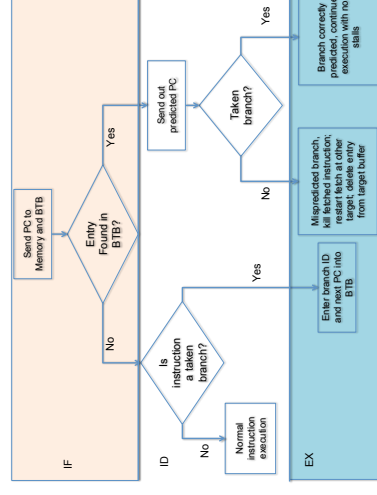 IF
Send PC to
Memory and BTB
Entry
Found in
BTB?
No
Yes
ID
Is
instruction
a taken
branch?
No
Yes
Normal
instruction
execution
Send out
predicted PC
Taken
branch?
No
Yes
EX
Enter branch ID
and next PC into
BTB
Mispredicted branch,
kill fetched instruction;
restart fetch at other
target; delete entry
from target buffer
Branch correctly
predicted, continue
execution with no
stalls